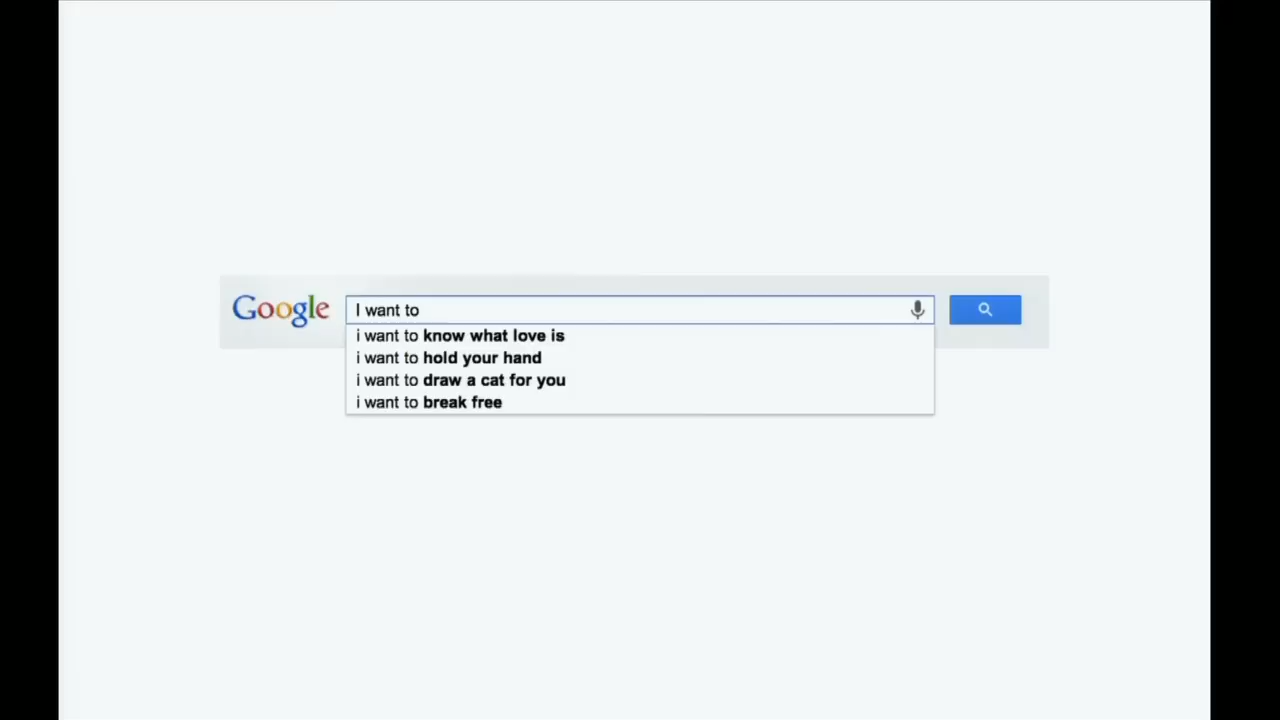 Google I want to
i want to know what love is
i want to hold your hand
i want to draw a cat for you
i want to break free